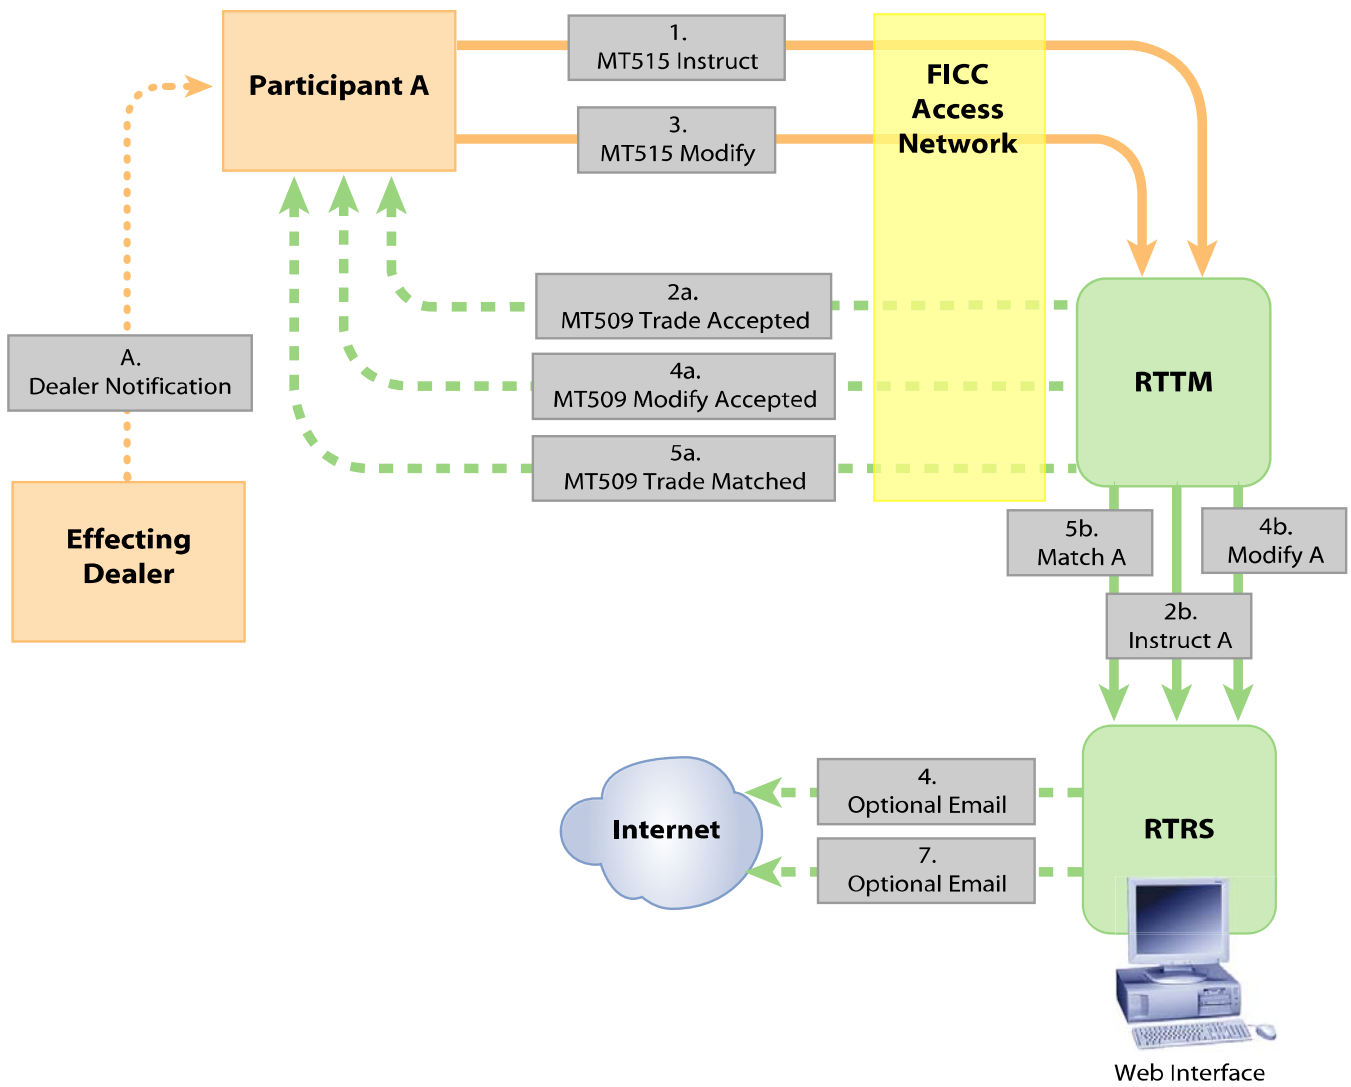 Participant A
1.
MT515 Instruct
3.
MT515 Modify
FICC
Access
Network
2a.
MT509 Trade Accepted
4a.
MT509 Modify Accepted
5a.
MT509 Trade Matched
A.
Dealer Notification
Effecting
Dealer
RTTM
5b.
Match A
4b.
Modify A
2b.
Instruct A
4.
Optional Email
7.
Optional Email
Internet
RTRS
Web Interface